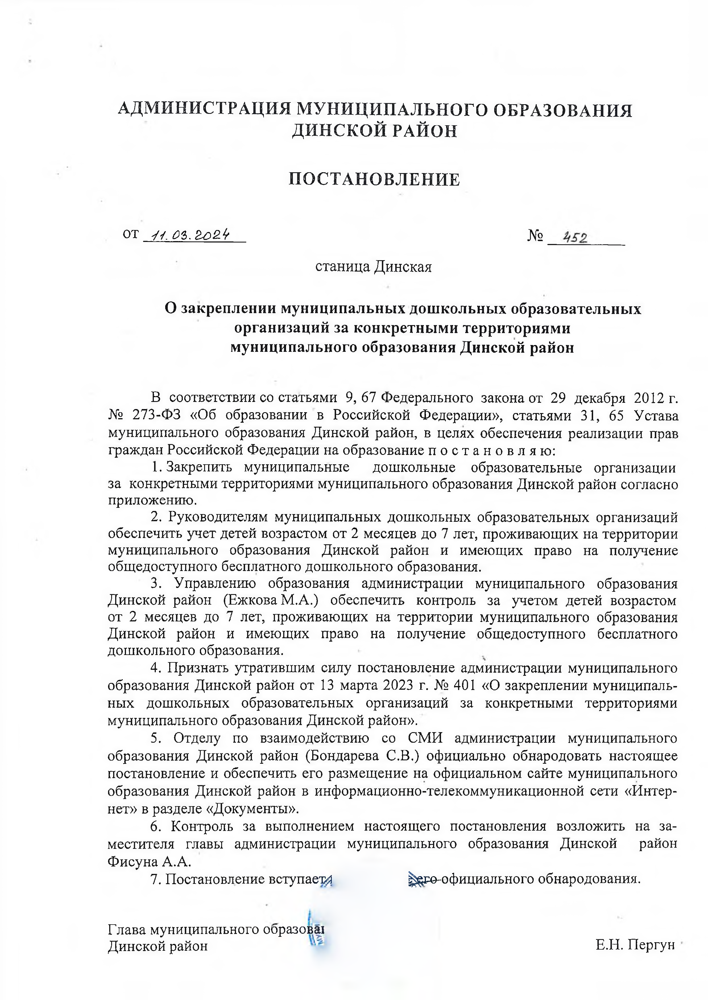 АДМИНИСТРАЦИЯ МУНИЦИПАЛЬНОГО ОБРАЗОВАНИЯ
ДИНСКОЙ РАЙОН
ПОСТАНОВЛЕНИЕ
от 11.03.2024 № 452
станица Динская
О закреплении муниципальных дошкольных образовательных
организаций за конкретными территориями
муниципального образования Динской район
В соответствии со статьями 9, 67 Федерального закона от 29 декабря 2012 г.
№ 273-ФЗ «Об образовании в Российской Федерации», статьями 31, 65 Устава
муниципального образования Динской район, в целях обеспечения реализации прав
граждан Российской Федерации на образование п о с т а н о в л я ю:
1. Закрепить муниципальные дошкольные образовательные организации
за конкретными территориями муниципального образования Динской район согласно
приложению.
2. Руководителям муниципальных дошкольных образовательных организаций
обеспечить учет детей возрастом от 2 месяцев до 7 лет, проживающих на территории
муниципального образования Динской район и имеющих право на получение
общедоступного бесплатного дошкольного образования.
3. Управлению образования администрации муниципального образования
Динской район (Ежкова М.А.) обеспечить контроль за учетом детей возрастом
от 2 месяцев до 7 лет, проживающих на территории муниципального образования
Динской район и имеющих право на получение общедоступного бесплатного
дошкольного образования.
4. Признать утратившим силу постановление администрации муниципального
образования Динской район от 13 марта 2023 г. № 401 «О закреплении муниципаль-
ных дошкольных образовательных организаций за конкретными территориями
муниципального образования Динской район».
5. Отделу по взаимодействию со СМИ администрации муниципального
образования Динской район (Бондарева С.В.) официально обнародовать настоящее
постановление и обеспечить его размещение на официальном сайте муниципального
образования Динской район в информационно-телекоммуникационной сети «Интер-
нет» в разделе «Документы».
6. Контроль за выполнением настоящего постановления возложить на за-
местителя главы администрации муниципального образования Динской район
Фисуна А.А.
7. Постановление вступает его официального обнародования.
Глава муниципального образован
Динской район Е.Н. Пергун